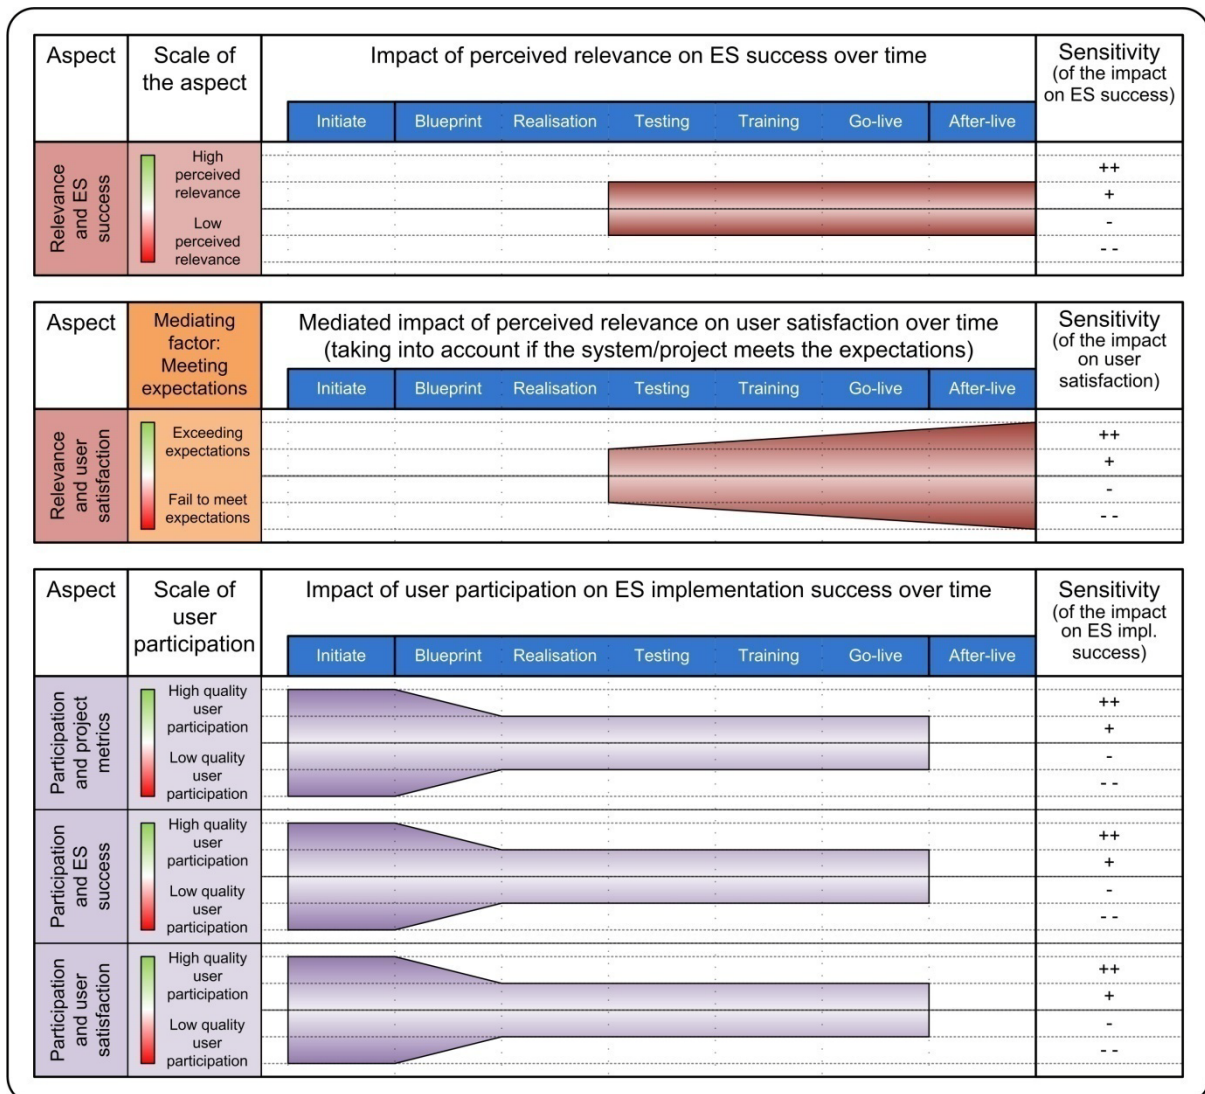 Aspect
Scale of
the aspect
Impact of perceived relevance on ES success over time
Sensitivity
(of the impact
on ES success)
Initiate
Blueprint
Realisation
Testing
Training
Go-live
After-live
Relevance
and ES
success
High
perceived
relevance
Low
perceived
relevance
++
+
-
- -
Aspect
Mediating
factor:
Meeting
expectations
Mediated impact of perceived relevance on user satisfaction over time
(taking into account if the system/project meets the expectations)
Sensitivity
(of the impact
on user
satisfaction)
Initiate
Blueprint
Realisation
Testing
Training
Go-live
After-live
Relevance
and user
satisfaction
Exceeding
expectations
Fail to meet
expectations
++
+
-
- -
Aspect
Scale of
user
participation
Impact of user participation on ES implementation success over time
Sensitivity
(of the impact
on ES impl.
success)
Initiate
Blueprint
Realisation
Testing
Training
Go-live
After-live
Participation
and project
metrics
High quality
user
participation
Low quality
user
participation
++
+
-
- -
Participation
and ES
success
High quality
user
participation
Low quality
user
participation
++
+
-
- -
Participation
and user
satisfaction
High quality
user
participation
Low quality
user
participation
++
+
-
- -